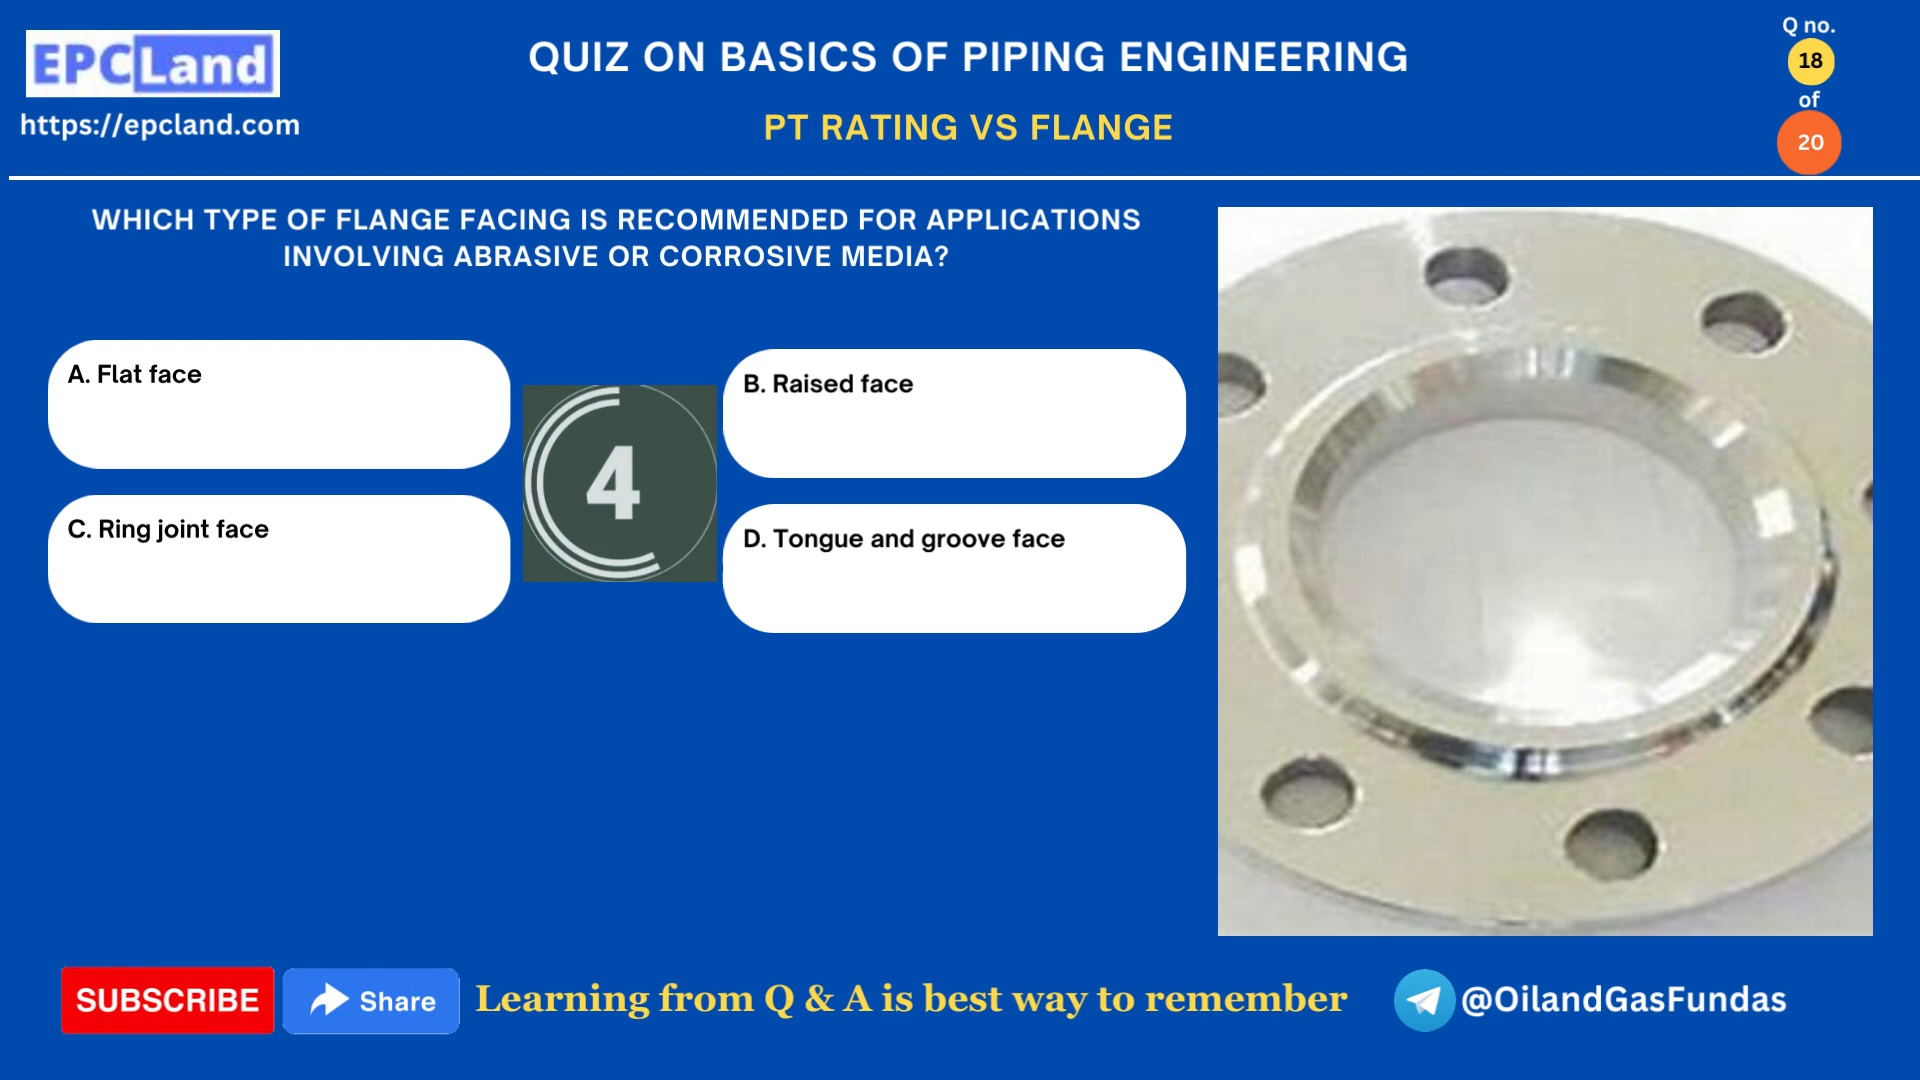 EPCLand
https://epcland.com
QUIZ ON BASICS OF PIPING ENGINEERING
PT RATING VS FLANGE
Q no.
18
of
20
WHICH TYPE OF FLANGE FACING IS RECOMMENDED FOR APPLICATIONS
INVOLVING ABRASIVE OR CORROSIVE MEDIA?
A. Flat face
B. Raised face
4
C. Ring joint face
D. Tongue and groove face
SUBSCRIBE
Share
Learning from Q & A is best way to remember
@OilandGasFundas